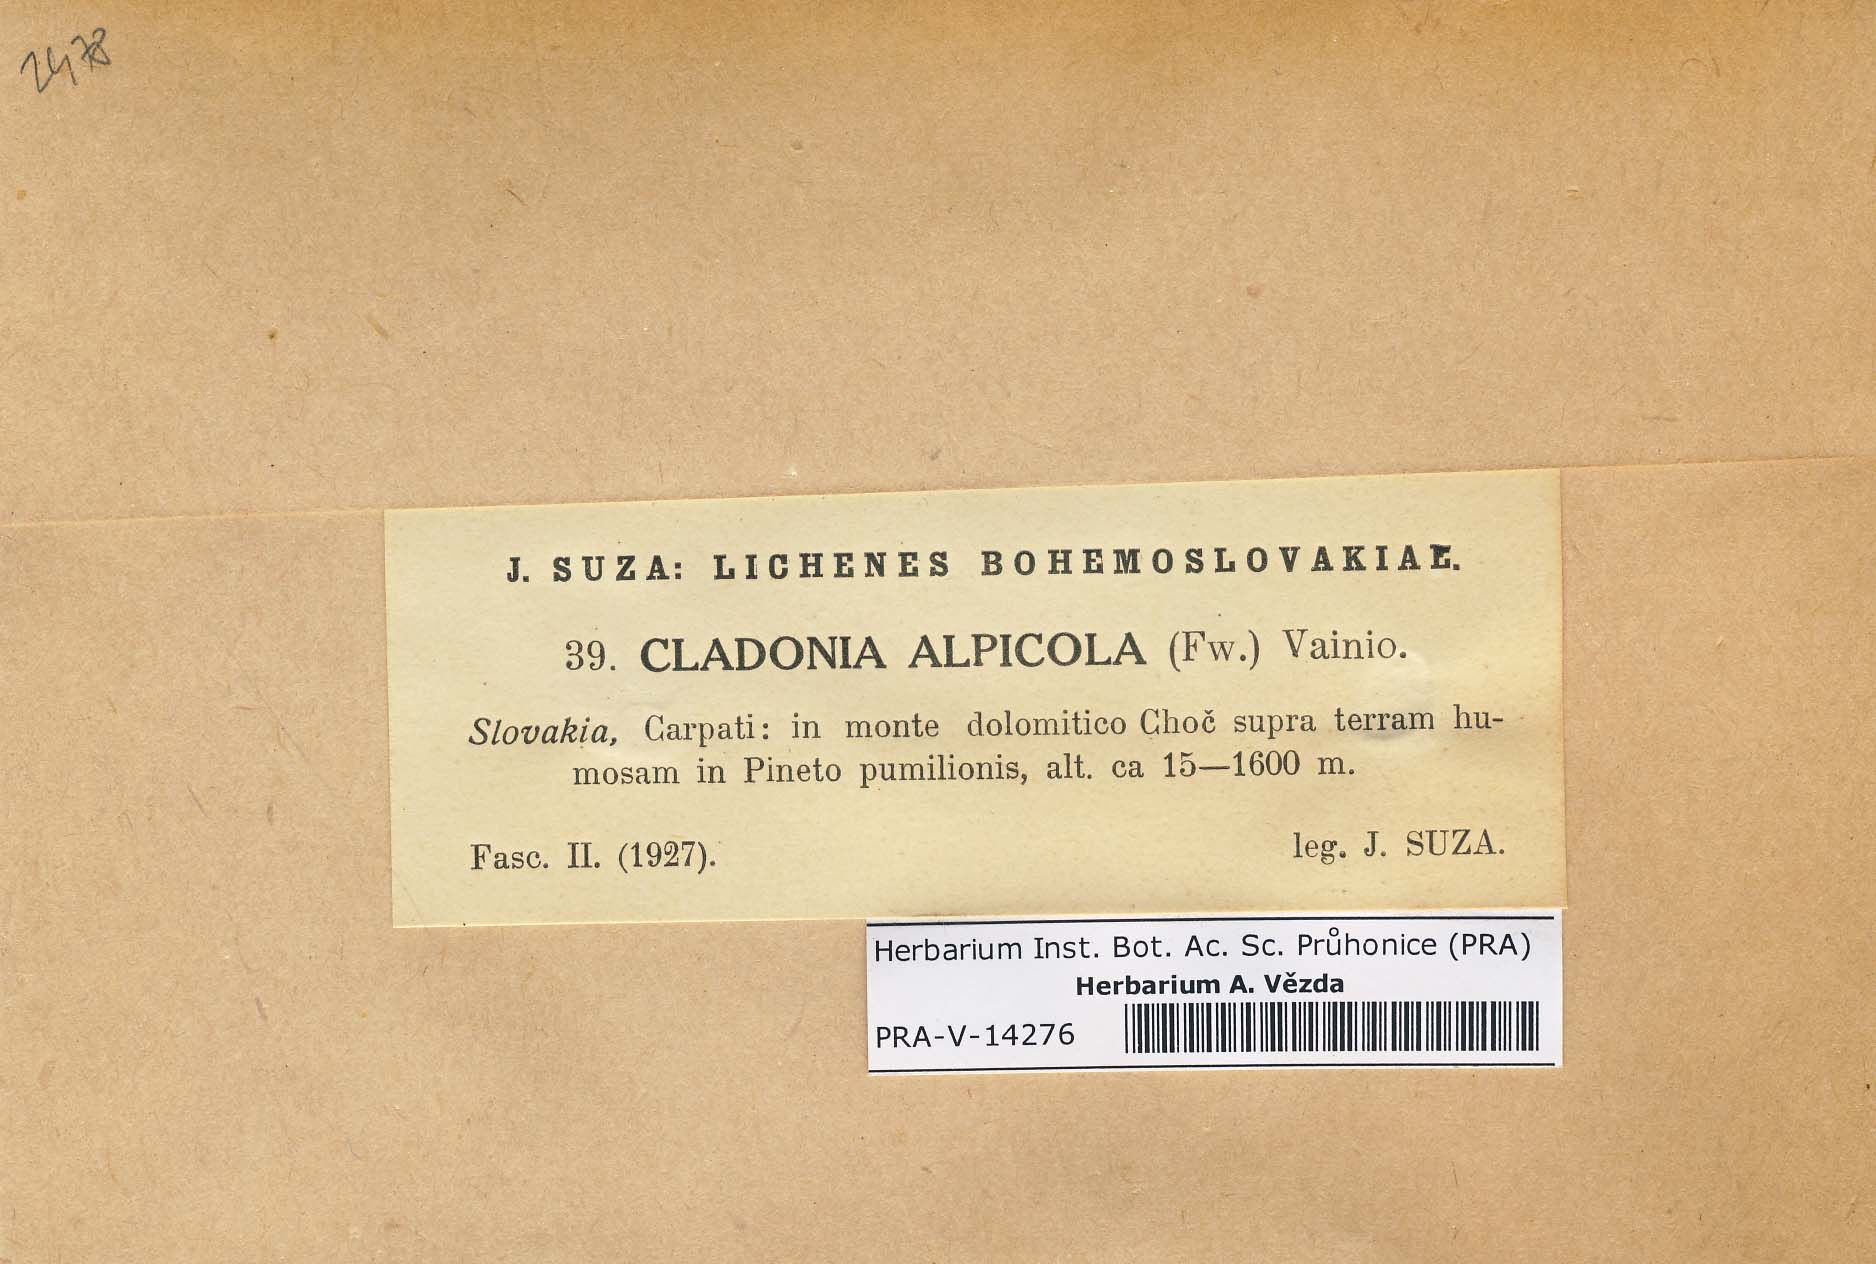 2478
J. SUZA: LICHENES BOHEMOSLOVAKIAE.
39. CLADONIA ALPICOLA (Fw.) Vainio.
Slovakia, Carpati: in monte dolomitico Choč supra terram hu-
mosam in Pineto pumilionis, alt. ca 15—1600 m.
Fasc. II. (1927). leg. J. SUZA.
Herbarium Inst. Bot. Ac. Sc. Průhonice (PRA)
Herbarium A. Vězda
PRA-V-14276